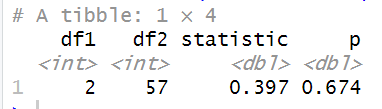 # A tibble: 1 × 4
df1 df2 statistic p
<int> <int> <dbl> <dbl>
1 2 57 0.397 0.674